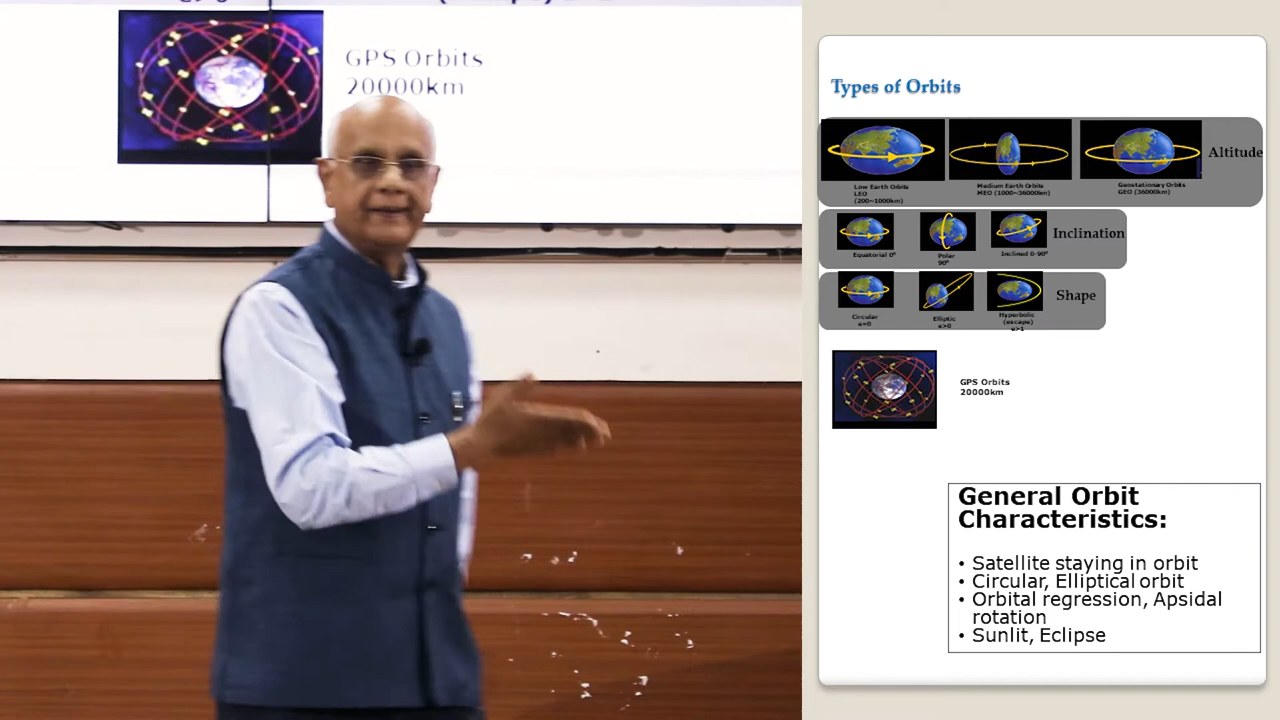 GPS Orbits
20000km
Types of Orbits
Low Earth Orbits
LEO
(200~1000km)
Medium Earth Orbits
MEO (1000~36000km)
Geostationary Orbits
GEO (36000km)
Altitude
Equatorial 0°
Polar
90°
Inclined 0-90°
Inclination
Circular
e=0
Elliptic
e>0
Hyperbolic
(escape)
e>1
Shape
GPS Orbits
20000km
General Orbit
Characteristics:
• Satellite staying in orbit
• Circular, Elliptical orbit
• Orbital regression, Apsidal
rotation
• Sunlit, Eclipse